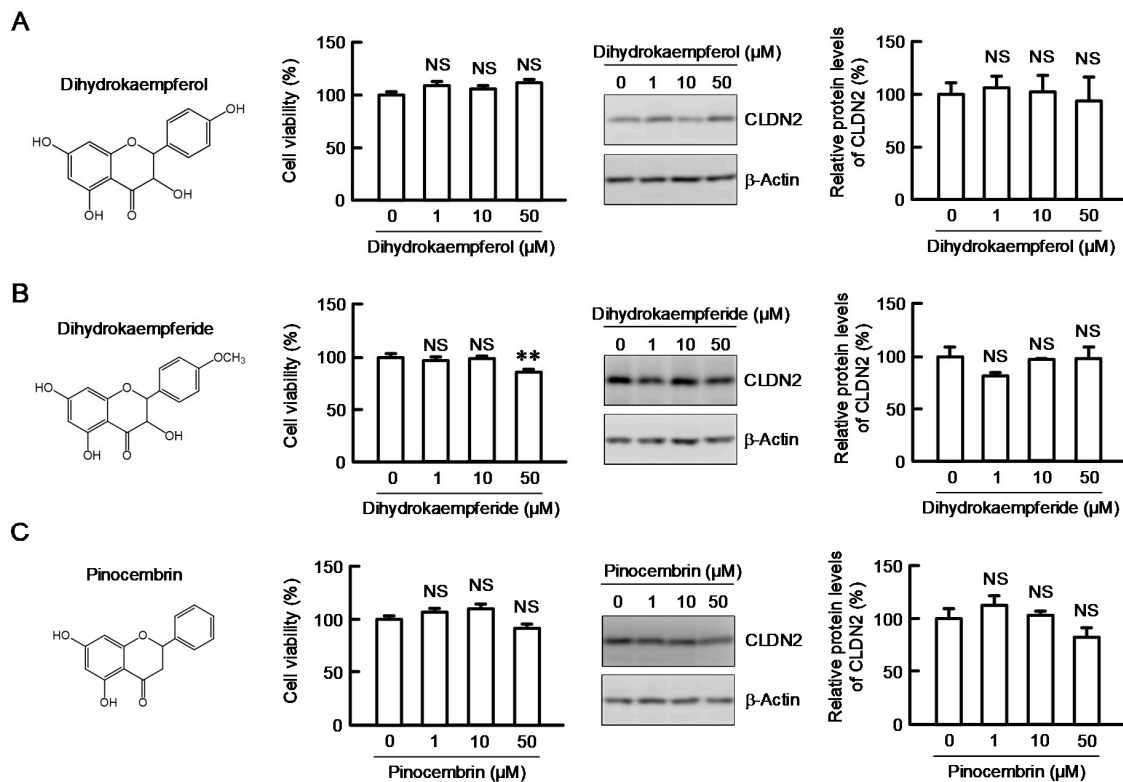 A
Dihydrokaempferol
OH
HO
O
OH
OH
O
Cell viability (%)
150
100
50
0
NS NS NS
0 1 10 50
Dihydrokaempferol (µM)
Dihydrokaempferol (µM)
0 1 10 50
CLDN2
β-Actin
Relative protein levels
of CLDN2 (%)
150
100
50
0
NS NS NS
0 1 10 50
Dihydrokaempferol (µM)
B
Dihydrokaempferide
OCH3
HO
O
OH
OH
O
Cell viability (%)
150
100
50
0
NS NS **
0 1 10 50
Dihydrokaempferide (µM)
Dihydrokaempferide (µM)
0 1 10 50
CLDN2
β-Actin
Relative protein levels
of CLDN2 (%)
150
100
50
0
NS NS NS
0 1 10 50
Dihydrokaempferide (µM)
C
Pinocembrin
HO
O
OH
O
Cell viability (%)
150
100
50
0
NS NS NS
0 1 10 50
Pinocembrin (µM)
Pinocembrin (µM)
0 1 10 50
CLDN2
β-Actin
Relative protein levels
of CLDN2 (%)
150
100
50
0
NS NS NS
0 1 10 50
Pinocembrin (µM)